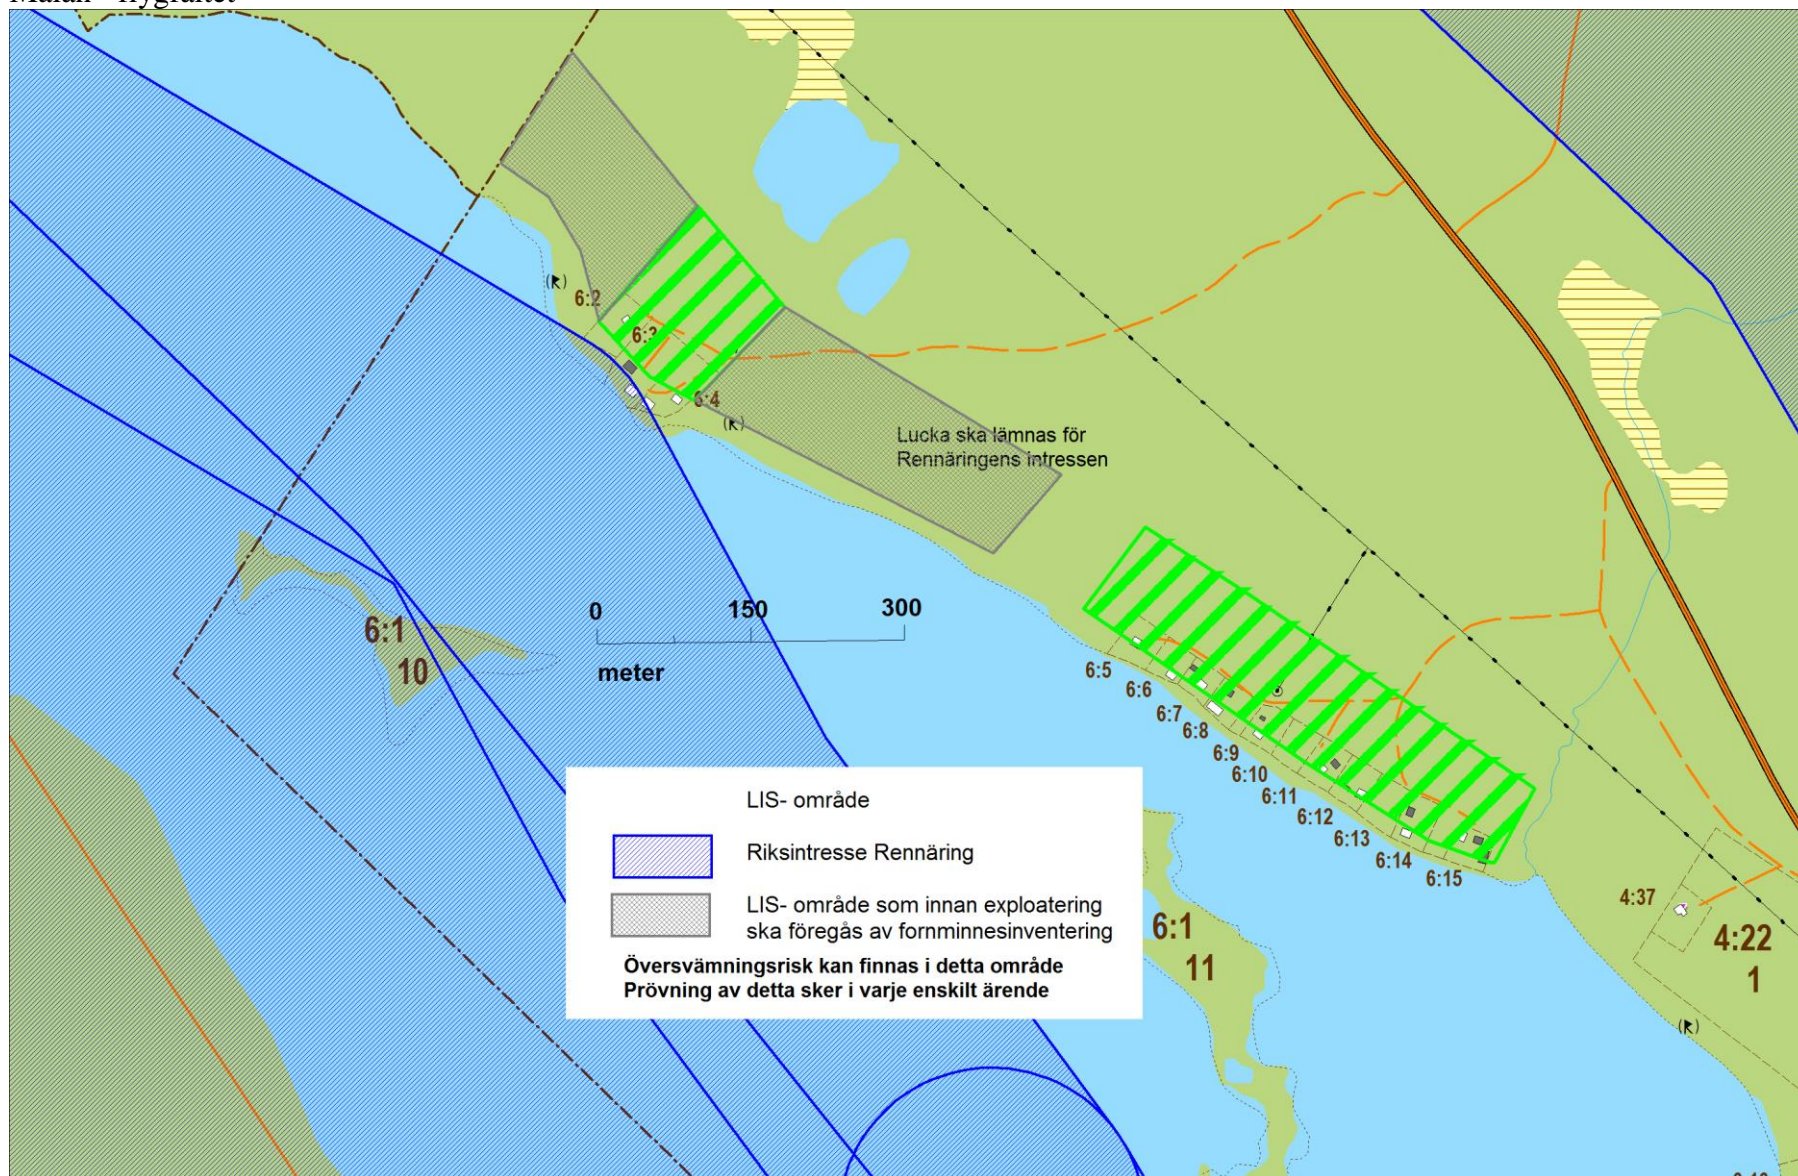 6:2
6:3
6:4
Lucka ska lämnas för
Rennäringens intressen
0 150 300
meter
6:1
10
6:5
6:6
6:7
6:8
6:9
6:10
6:11
6:12
6:13
6:14
6:15
4:37
4:22
1
6:1
11
LIS- område
Riksintresse Rennäring
LIS- område som innan exploatering
ska föregås av fornminnesinventering
Översvämningsrisk kan finnas i detta område
Prövning av detta sker i varje enskilt ärende
(R)
(R)
(R)